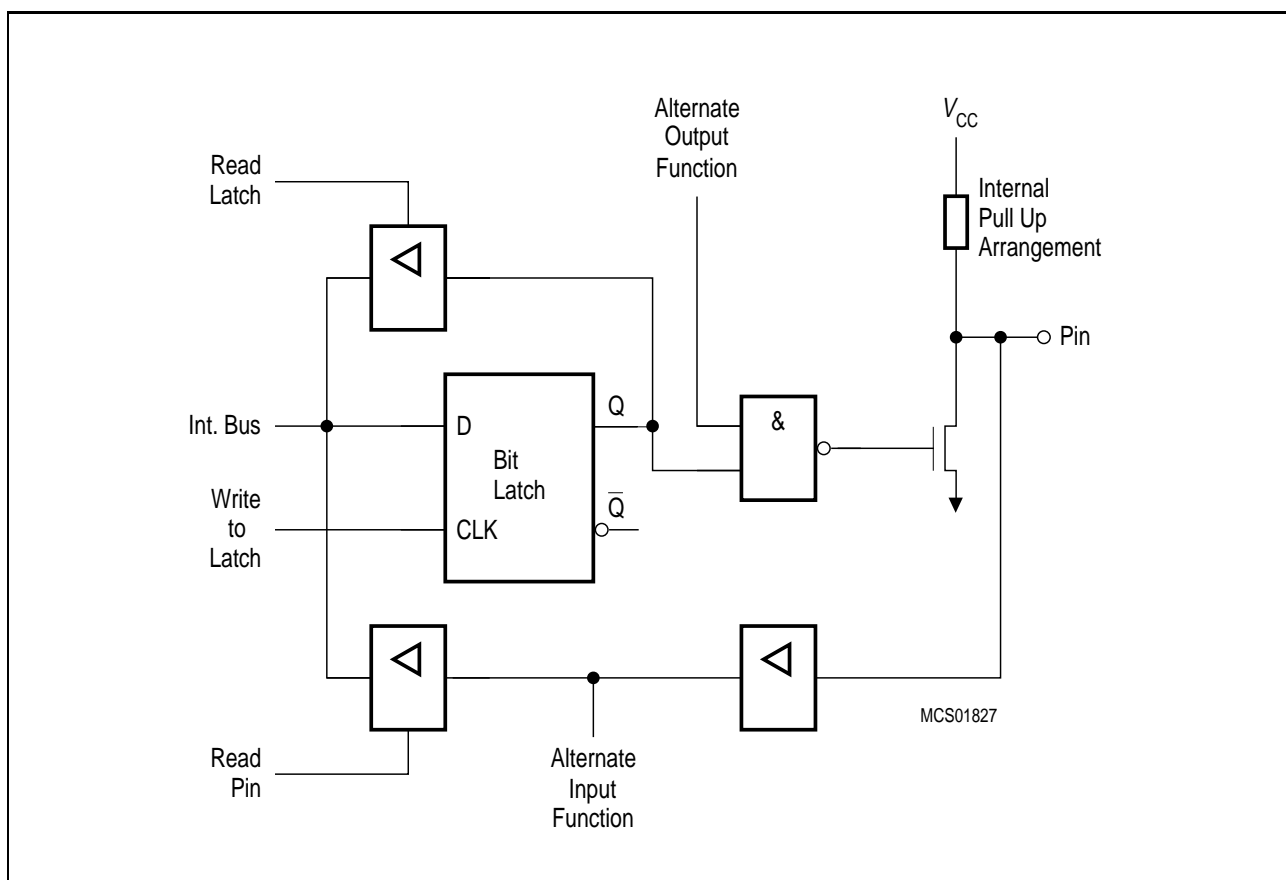 Alternate
Output
Function
V CC
Read
Latch
Internal
Pull Up
Arrangement
Pin
Int. Bus
D
Q
&
Bit
Latch
Q̅
Write
to
Latch
CLK
MCS01827
Read
Pin
Alternate
Input
Function